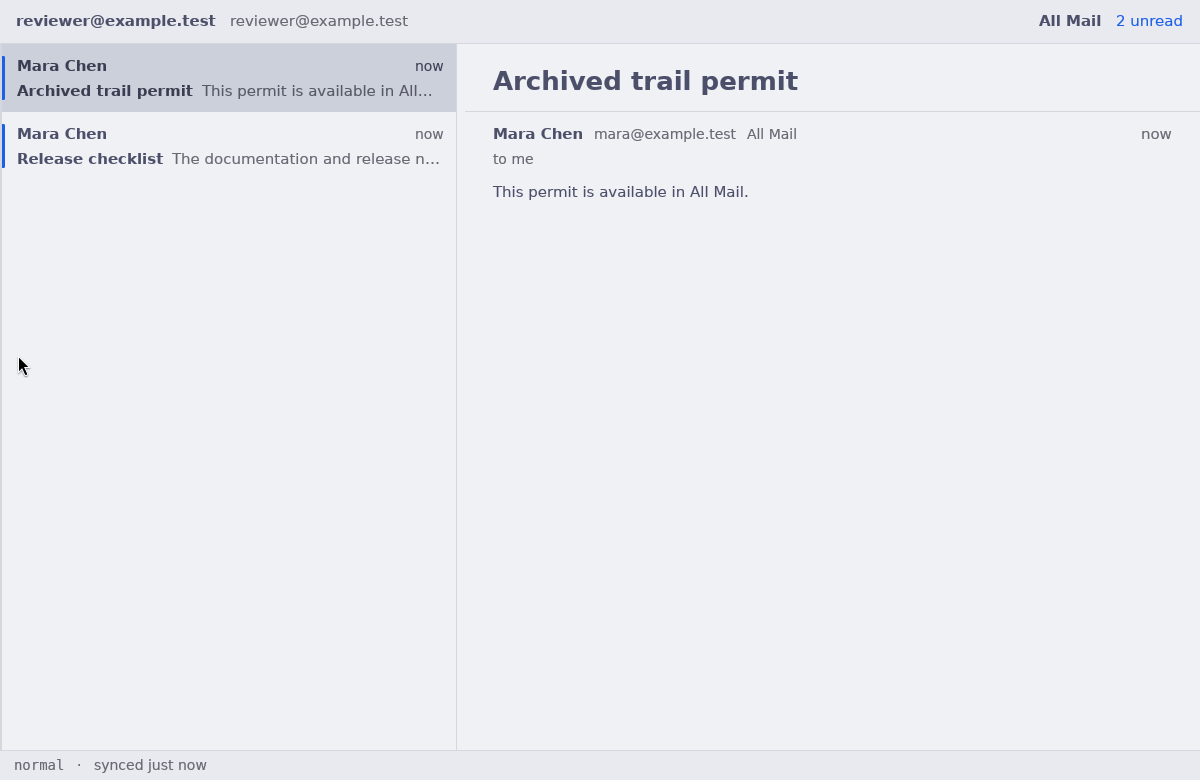 reviewer@example.test reviewer@example.test All Mail 2 unread
Mara Chen now
Archived trail permit This permit is available in All…
Mara Chen now
Release checklist The documentation and release n…
Archived trail permit
Mara Chen mara@example.test All Mail now
to me
This permit is available in All Mail.
normal · synced just now